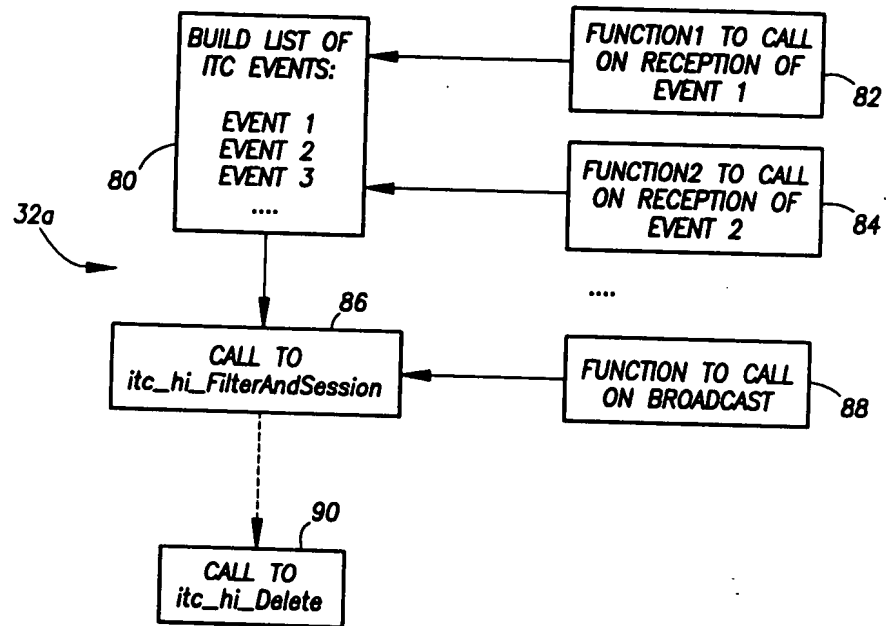 BUILD LIST OF
ITC EVENTS:
EVENT 1
EVENT 2
EVENT 3
....
80
FUNCTION1 TO CALL
ON RECEPTION OF
EVENT 1
82
FUNCTION2 TO CALL
ON RECEPTION OF
EVENT 2
84
32a
....
86
CALL TO
itc_hi_FilterAndSession
FUNCTION TO CALL
ON BROADCAST
88
90
CALL TO
itc_hi_Delete